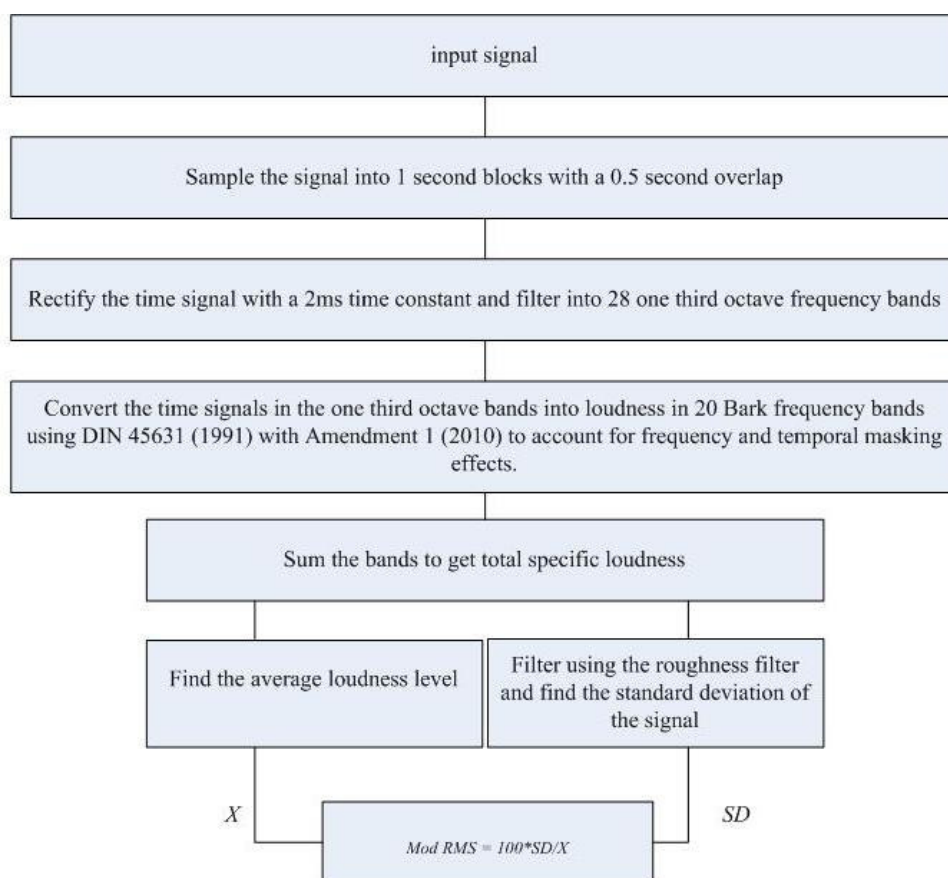 input signal
Sample the signal into 1 second blocks with a 0.5 second overlap
Rectify the time signal with a 2ms time constant and filter into 28 one third octave frequency bands
Convert the time signals in the one third octave bands into loudness in 20 Bark frequency bands
using DIN 45631 (1991) with Amendment 1 (2010) to account for frequency and temporal masking
effects.
Sum the bands to get total specific loudness
Find the average loudness level
Filter using the roughness filter
and find the standard deviation of
the signal
X
SD
Mod RMS = 100*SD/X